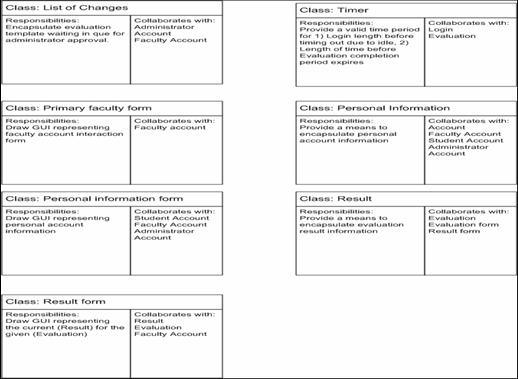 Class: List of Changes
Responsibilities:
Encapsulate evaluation
template waiting in que for
administrator approval.
Collaborates with:
Administrator
Account
Faculty Account
Class: Timer
Responsibilities:
Provide a valid time period
for 1) Login length before
timing out due to idle, 2)
Length of time before
Evaluation completion
period expires
Collaborates with:
Login
Evaluation
Class: Primary faculty form
Responsibilities:
Draw GUI representing
faculty account interaction
form
Collaborates with:
Faculty account
Class: Personal Information
Responsibilities:
Provide a means to
encapsulate personal
account information
Collaborates with:
Account
Faculty Account
Student Account
Administrator
Account
Class: Personal information form
Responsibilities:
Draw GUI representing
personal account
information
Collaborates with:
Student Account
Faculty Account
Administrator
Account
Class: Result
Responsibilities:
Provide a means to
encapsulate evaluation
result information
Collaborates with:
Evaluation
Evaluation form
Result form
Class: Result form
Responsibilities:
Draw GUI representing
the current (Result) for the
given (Evaluation)
Collaborates with:
Result
Evaluation
Faculty Account